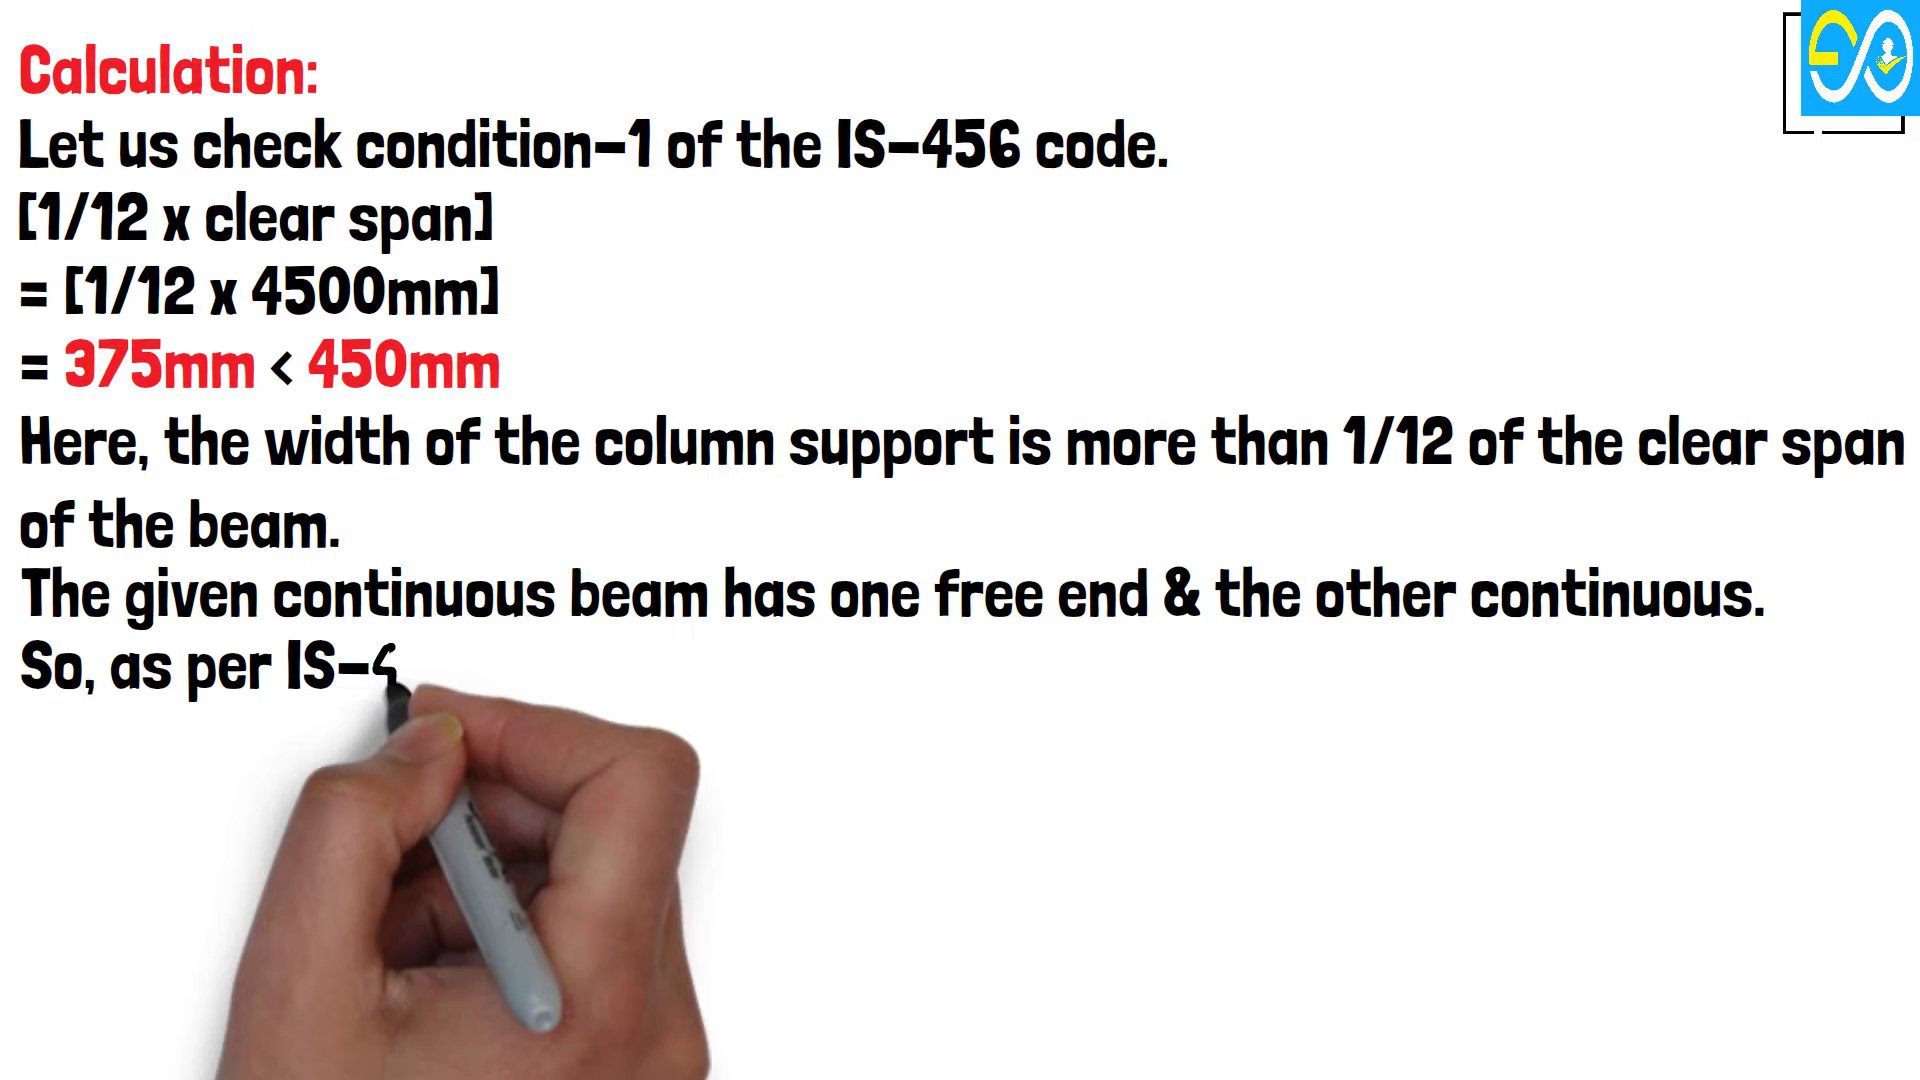 Calculation:
Let us check condition-1 of the IS-456 code.
[1/12 x clear span]
= [1/12 x 4500mm]
= 375mm < 450mm
Here, the width of the column support is more than 1/12 of the clear span
of the beam.
The given continuous beam has one free end & the other continuous.
So, as per IS-